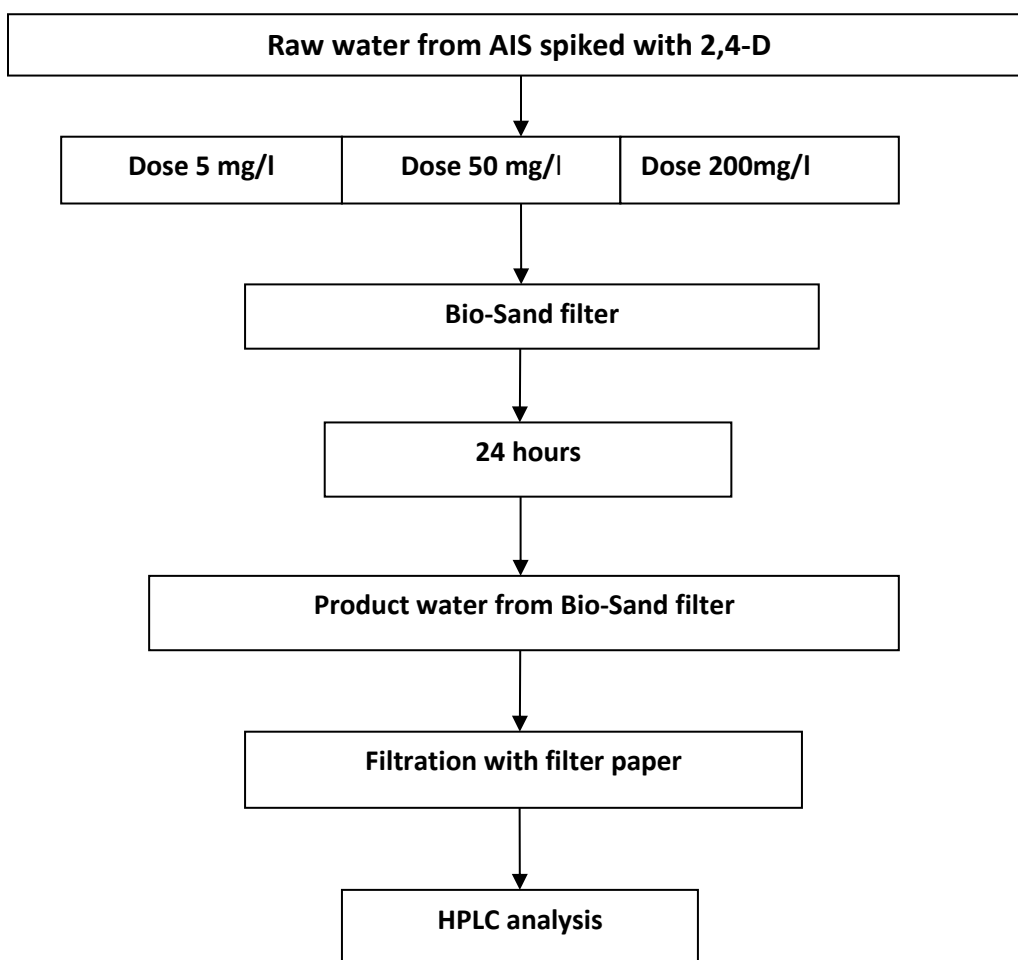 Raw water from AIS spiked with 2,4-D
Dose 5 mg/l
Dose 50 mg/l
Dose 200mg/l
Bio-Sand filter
24 hours
Product water from Bio-Sand filter
Filtration with filter paper
HPLC analysis